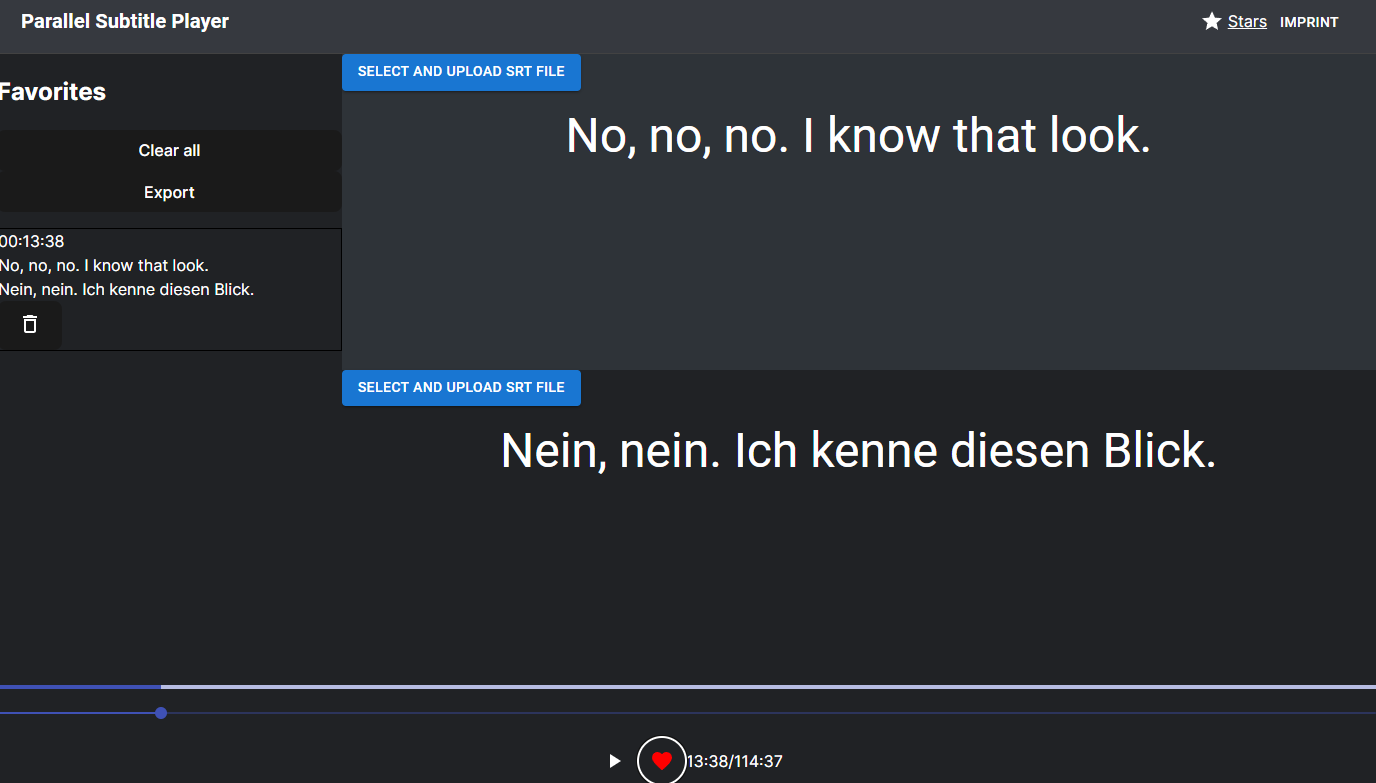 Parallel Subtitle Player
Stars
IMPRINT
Favorites
Clear all
Export
00:13:38
No, no, no. I know that look.
Nein, nein. Ich kenne diesen Blick.
SELECT AND UPLOAD SRT FILE
No, no, no. I know that look.
SELECT AND UPLOAD SRT FILE
Nein, nein. Ich kenne diesen Blick.
13:38/114:37